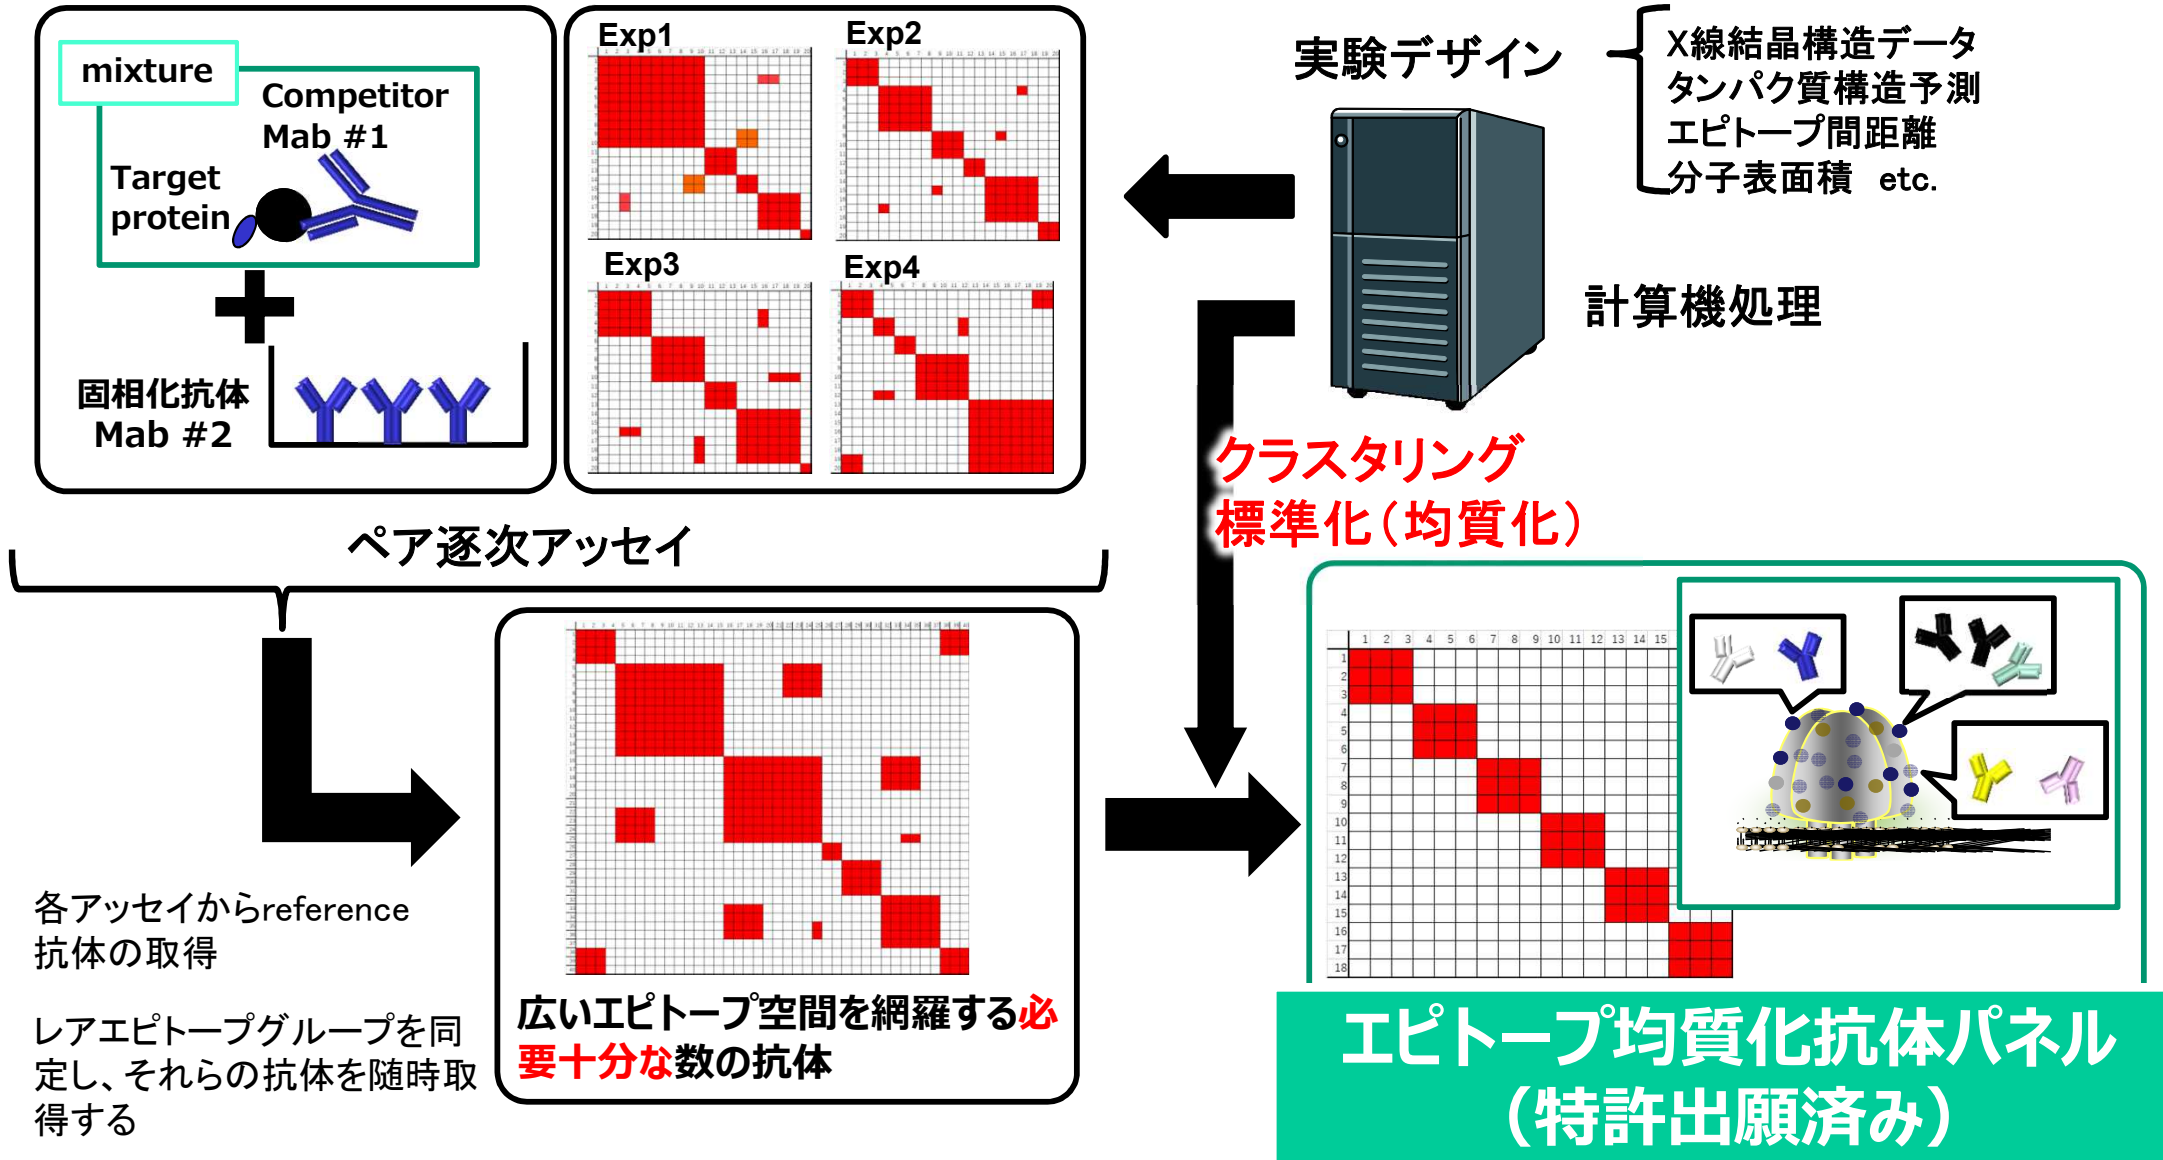 mixture
Competitor
Mab #1
Target
protein
固相化抗体
Mab #2
Exp1
Exp2
Exp3
Exp4
実験デザイン
X線結晶構造データ
タンパク質構造予測
エピトープ間距離
分子表面積 etc.
計算機処理
クラスタリング
標準化（均質化）
ペア逐次アッセイ
各アッセイからreference
抗体の取得
レアエピトープグループを同
定し、それらの抗体を随時取
得する
広いエピトープ空間を網羅する必
要十分な数の抗体
1 2 3 4 5 6 7 8 9 10 11 12 13 14 15
1
2
3
4
5
6
7
8
9
10
11
12
13
14
15
16
17
18
エピトープ均質化抗体パネル
（特許出願済み）